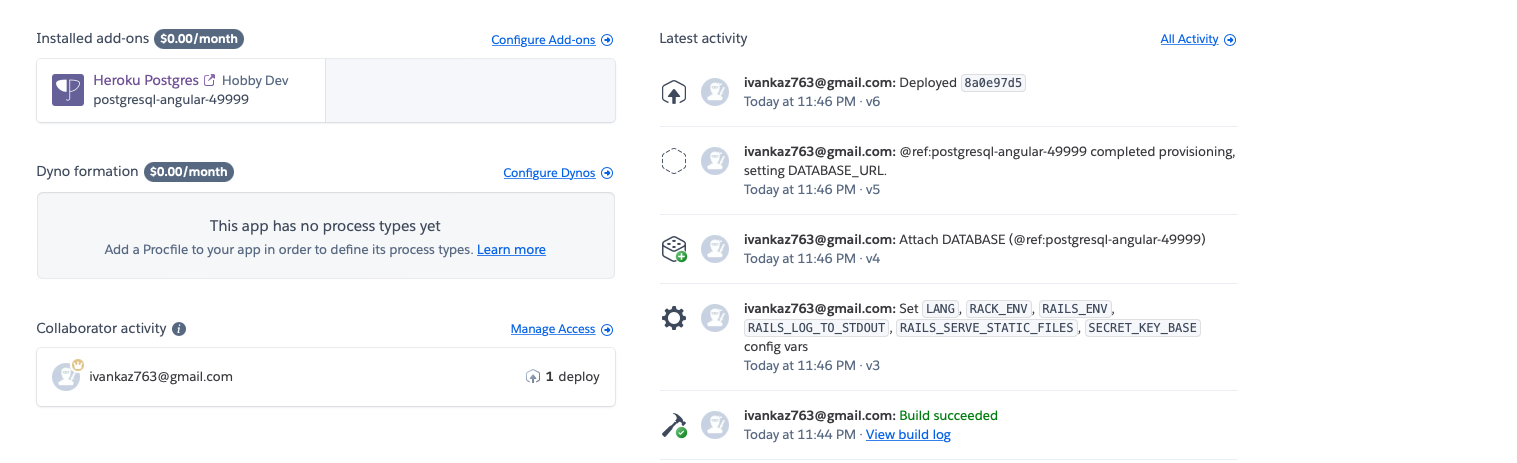 Installed add-ons $0.00/month
Configure Add-ons
Heroku Postgres Hobby Dev
postgresql-angular-49999
Dyno formation $0.00/month
Configure Dynos
This app has no process types yet
Add a Procfile to your app in order to define its process types. Learn more
Collaborator activity i
Manage Access
ivankaz763@gmail.com
1 deploy
Latest activity
All Activity
ivankaz763@gmail.com: Deployed 8a0e97d5
Today at 11:46 PM · v6
ivankaz763@gmail.com: @ref:postgresql-angular-49999 completed provisioning,
setting DATABASE_URL.
Today at 11:46 PM · v5
ivankaz763@gmail.com: Attach DATABASE (@ref:postgresql-angular-49999)
Today at 11:46 PM · v4
ivankaz763@gmail.com: Set LANG, RACK_ENV, RAILS_ENV,
RAILS_LOG_TO_STDOUT, RAILS_SERVE_STATIC_FILES, SECRET_KEY_BASE
config vars
Today at 11:46 PM · v3
ivankaz763@gmail.com: Build succeeded
Today at 11:44 PM · View build log